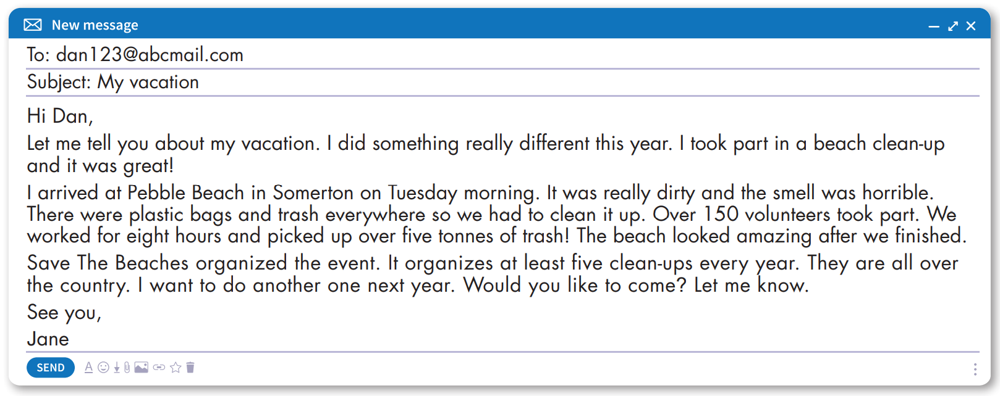 New message
To: dan123@abcmail.com
Subject: My vacation
Hi Dan,
Let me tell you about my vacation. I did something really different this year. I took part in a beach clean-up
and it was great!
I arrived at Pebble Beach in Somerton on Tuesday morning. It was really dirty and the smell was horrible.
There were plastic bags and trash everywhere so we had to clean it up. Over 150 volunteers took part. We
worked for eight hours and picked up over five tonnes of trash! The beach looked amazing after we finished.
Save The Beaches organized the event. It organizes at least five clean-ups every year. They are all over
the country. I want to do another one next year. Would you like to come? Let me know.
See you,
Jane
SEND A